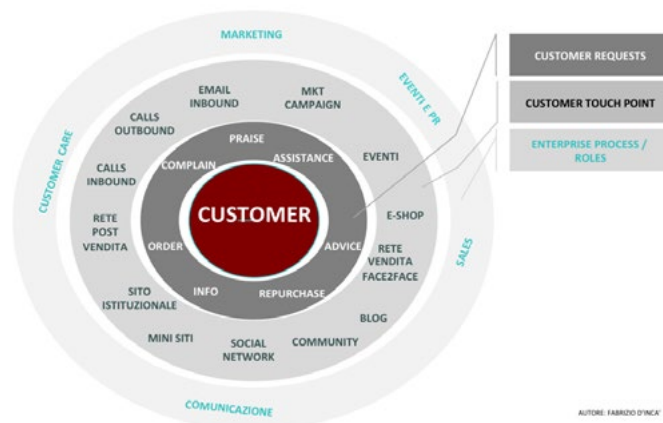 MARKETING
EVENTI E PR
SALES
COMUNICAZIONE
CUSTOMER CARE
EMAIL
INBOUND
MKT
CAMPAIGN
CALLS
OUTBOUND
EVENTI
CALLS
INBOUND
E-SHOP
RETE
POST
VENDITA
RETE
VENDITA
FACE2FACE
SITO
ISTITUZIONALE
BLOG
MINI SITI
SOCIAL
NETWORK
COMMUNITY
PRAISE
COMPLAIN
ASSISTANCE
ORDER
ADVICE
INFO
REPURCHASE
CUSTOMER
CUSTOMER REQUESTS
CUSTOMER TOUCH POINT
ENTERPRISE PROCESS /
ROLES
AUTORE: FABRIZIO D'INCA'